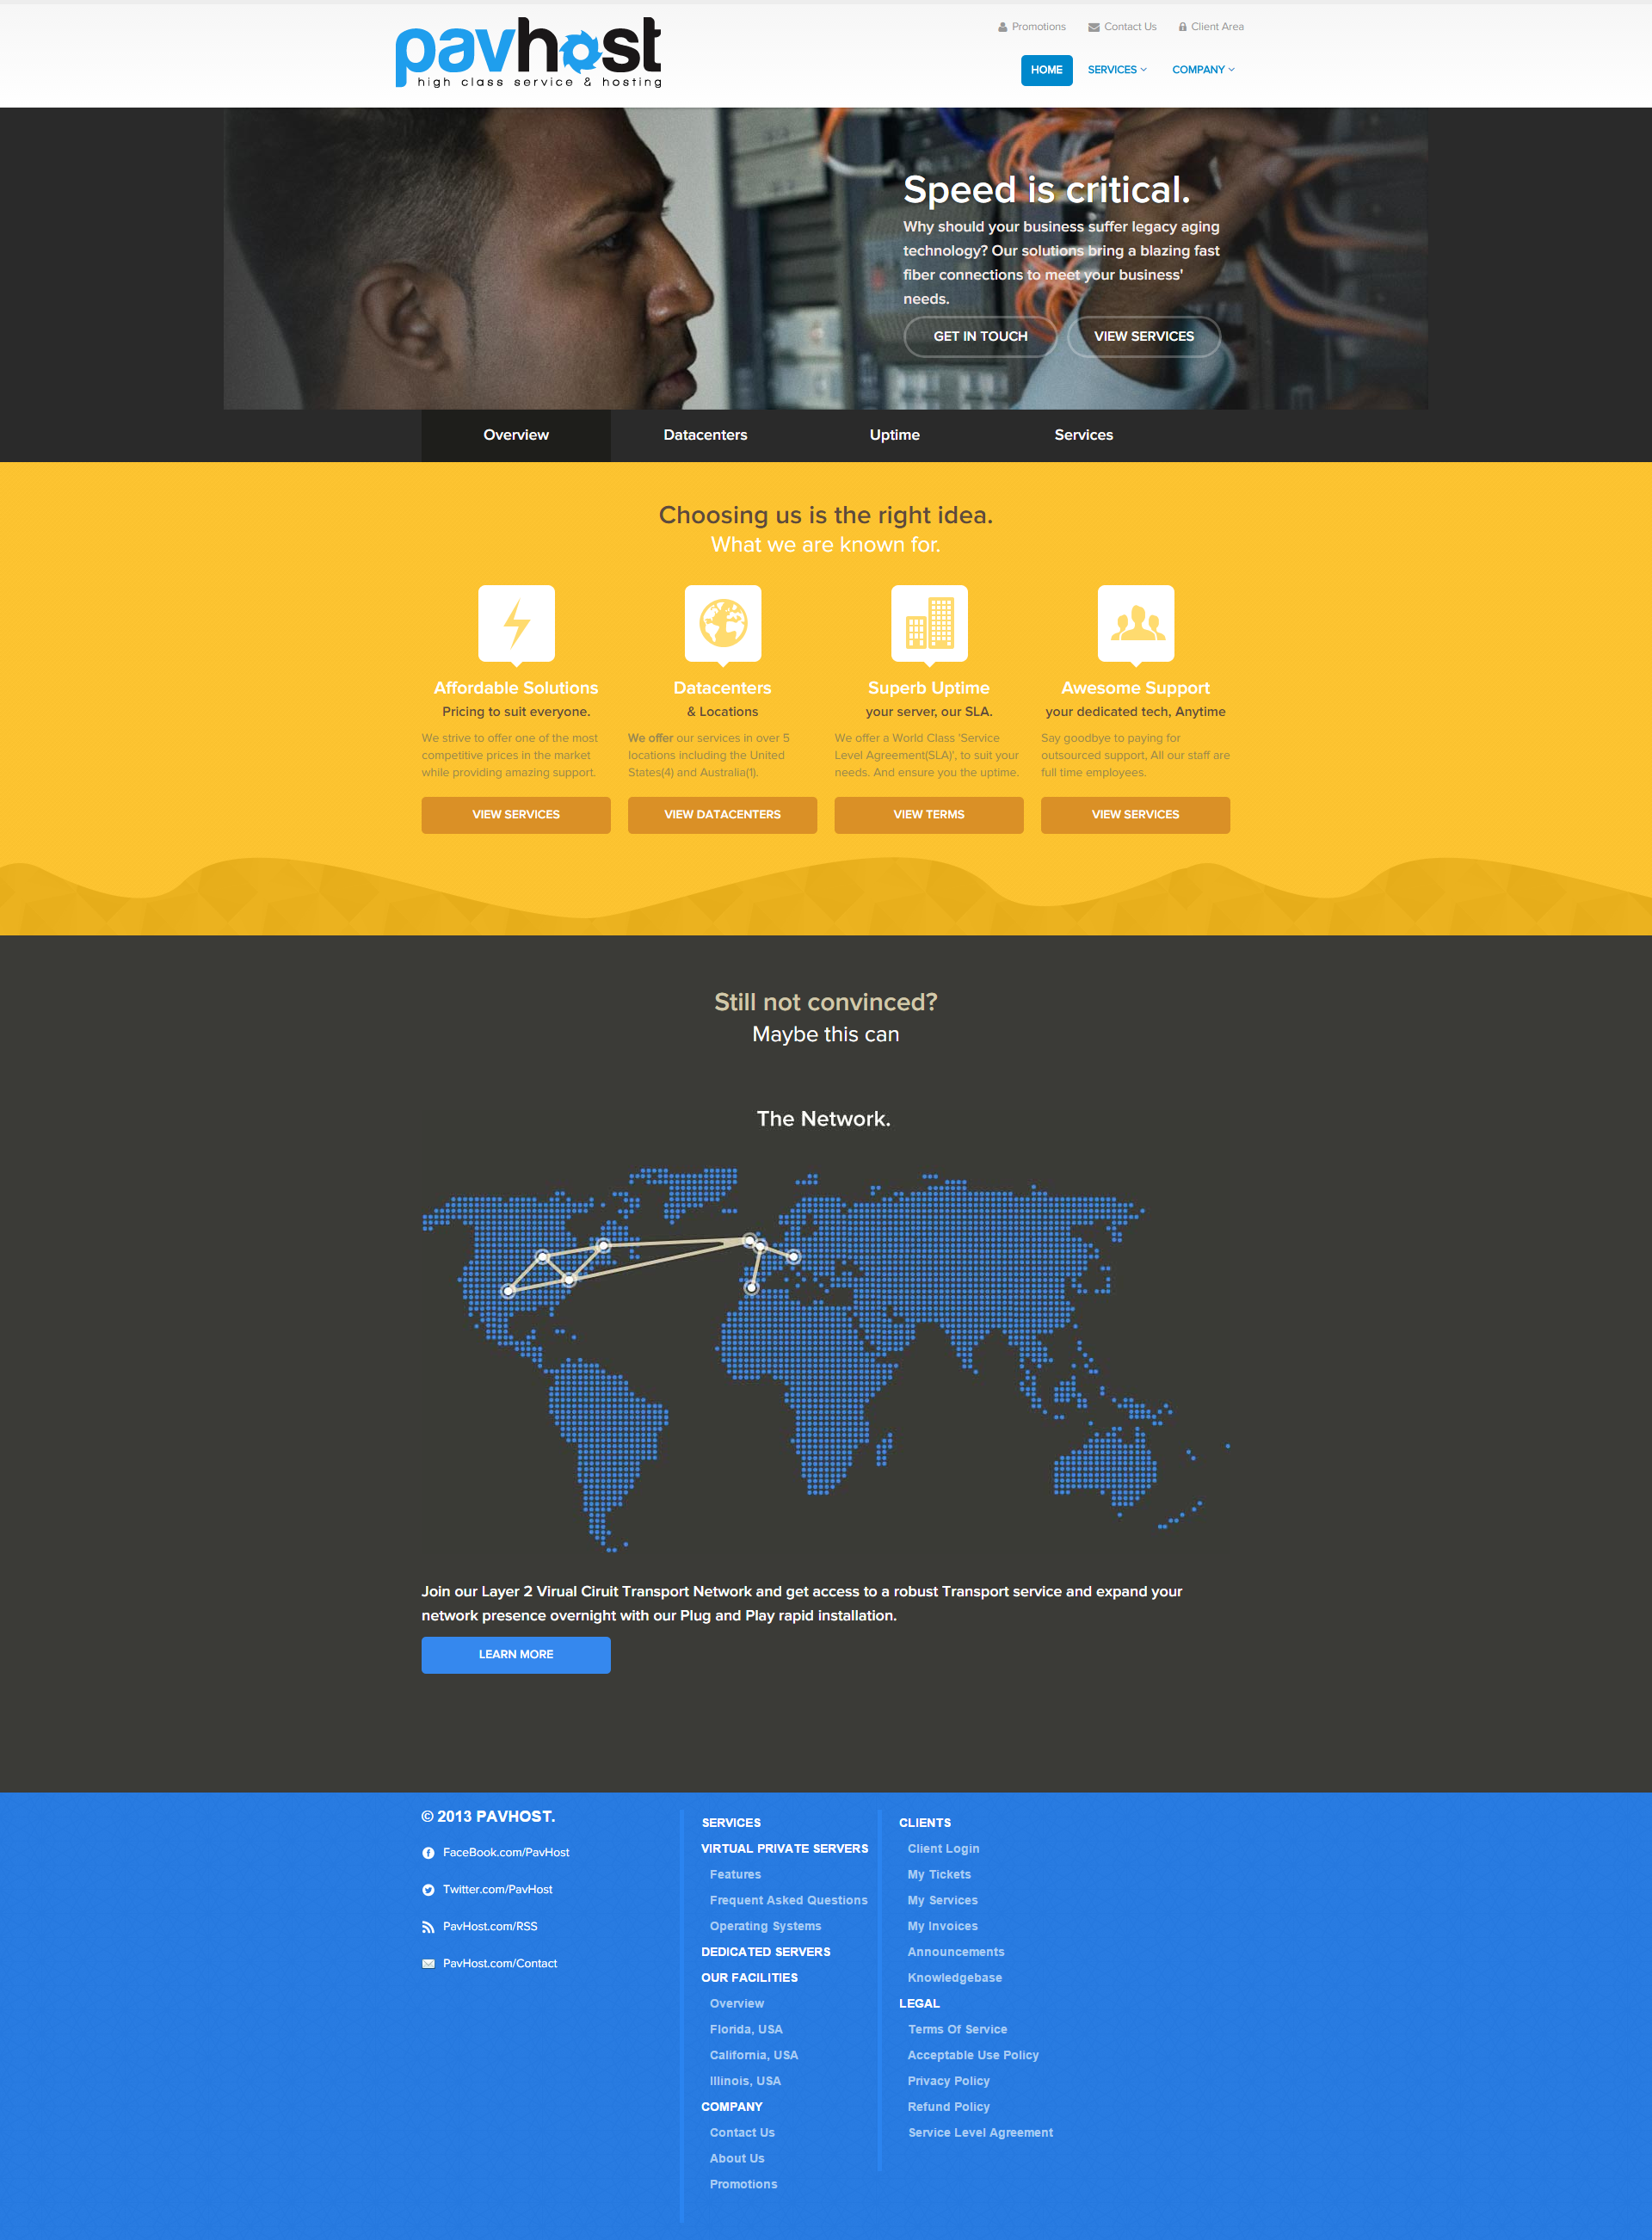 pavhost
high class service & hosting
Promotions Contact Us Client Area
HOME SERVICES COMPANY
Speed is critical.
Why should your business suffer legacy aging
technology? Our solutions bring a blazing fast
fiber connections to meet your business'
needs.
GET IN TOUCH VIEW SERVICES
Overview Datacenters Uptime Services
Choosing us is the right idea.
What we are known for.
Affordable Solutions
Pricing to suit everyone.
We strive to offer one of the most
competitive prices in the market
while providing amazing support.
VIEW SERVICES
Datacenters
& Locations
We offer our services in over 5
locations including the United
States(4) and Australia(1).
VIEW DATACENTERS
Superb Uptime
your server, our SLA.
We offer a World Class 'Service
Level Agreement(SLA)', to suit your
needs. And ensure you the uptime.
VIEW TERMS
Awesome Support
your dedicated tech, Anytime
Say goodbye to paying for
outsourced support, All our staff are
full time employees.
VIEW SERVICES
Still not convinced?
Maybe this can
The Network.
Join our Layer 2 Virual Ciruit Transport Network and get access to a robust Transport service and expand your
network presence overnight with our Plug and Play rapid installation.
LEARN MORE
© 2013 PAVHOST.
FaceBook.com/PavHost
Twitter.com/PavHost
PavHost.com/RSS
PavHost.com/Contact
SERVICES
VIRTUAL PRIVATE SERVERS
Features
Frequent Asked Questions
Operating Systems
DEDICATED SERVERS
OUR FACILITIES
Overview
Florida, USA
California, USA
Illinois, USA
COMPANY
Contact Us
About Us
Promotions
CLIENTS
Client Login
My Tickets
My Services
My Invoices
Announcements
Knowledgebase
LEGAL
Terms Of Service
Acceptable Use Policy
Privacy Policy
Refund Policy
Service Level Agreement